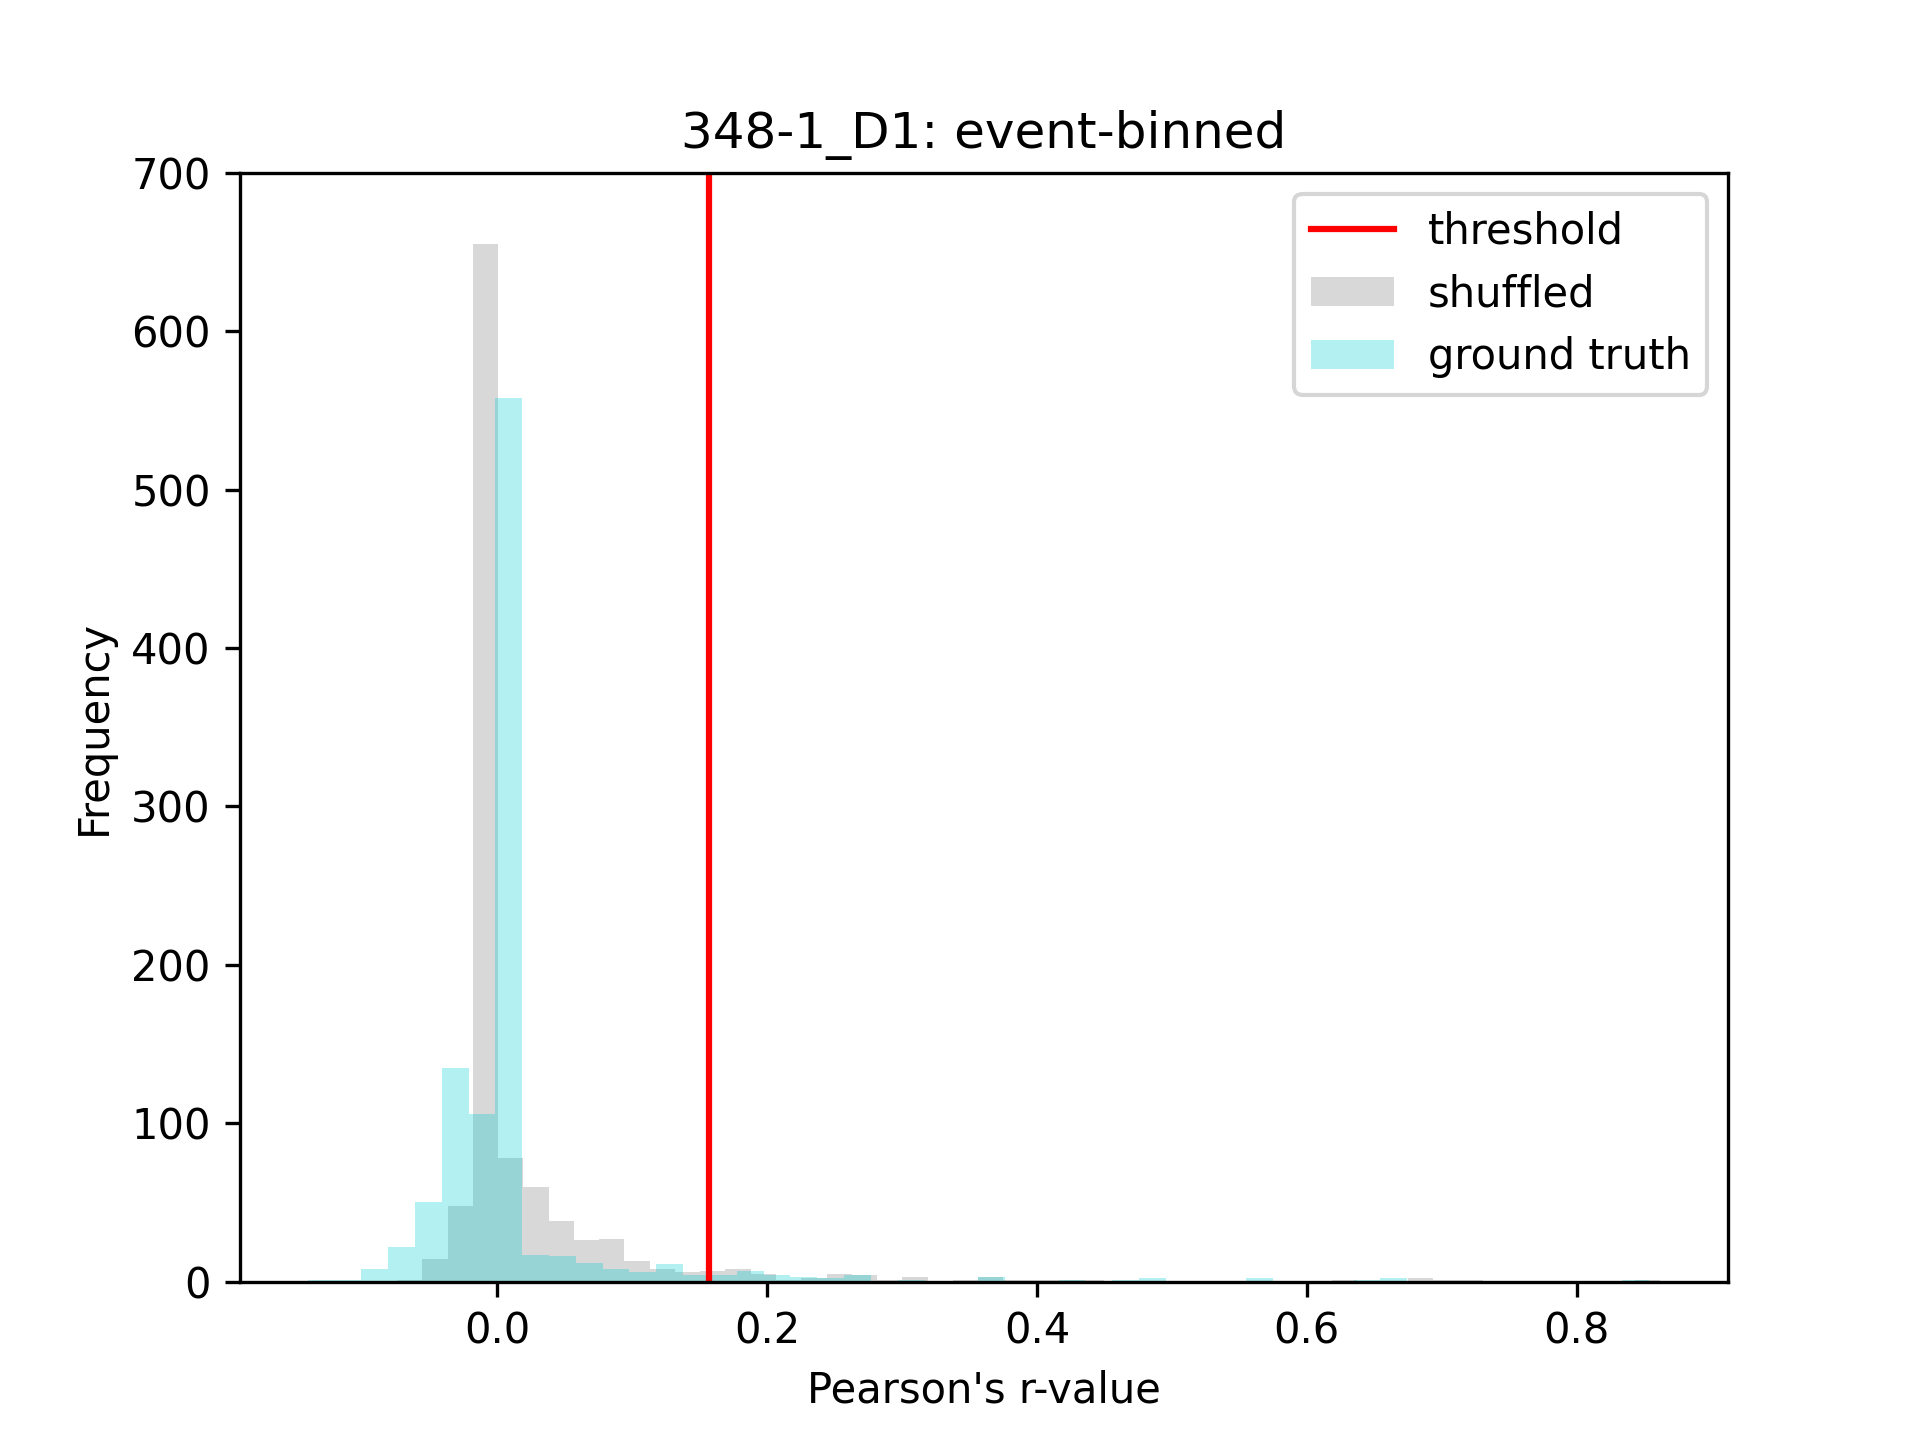 348-1_D1: event-binned
700
600
500
400
300
200
100
0
Frequency
threshold
shuffled
ground truth
0.0 0.2 0.4 0.6 0.8
Pearson's r-value